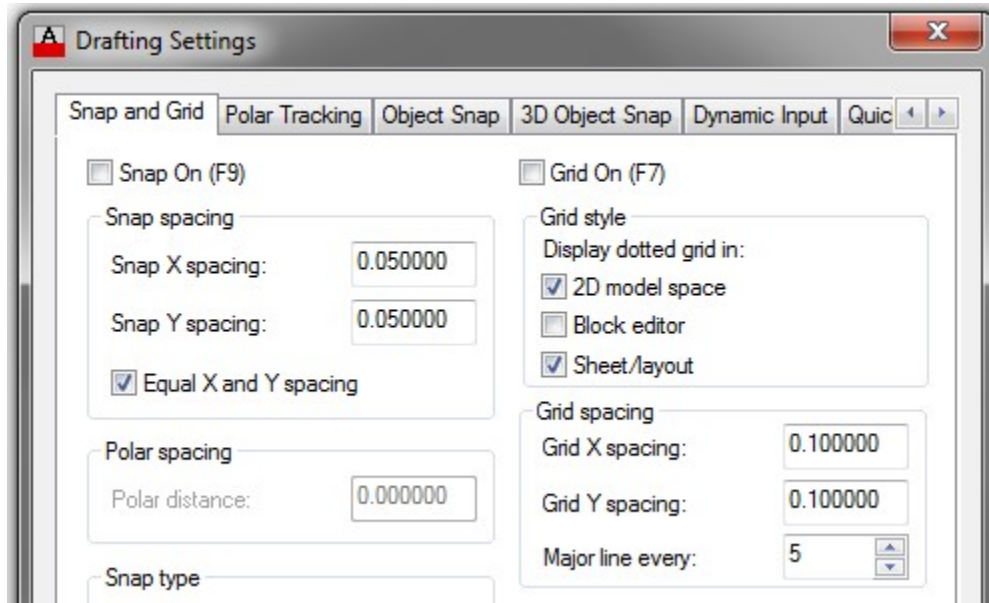 Drafting Settings
Snap and Grid Polar Tracking Object Snap 3D Object Snap Dynamic Input Quic
Snap On (F9)
Snap spacing
Snap X spacing: 0.050000
Snap Y spacing: 0.050000
Equal X and Y spacing
Polar spacing
Polar distance: 0.000000
Snap type
Grid On (F7)
Grid style
Display dotted grid in:
2D model space
Block editor
Sheet/layout
Grid spacing
Grid X spacing: 0.100000
Grid Y spacing: 0.100000
Major line every: 5